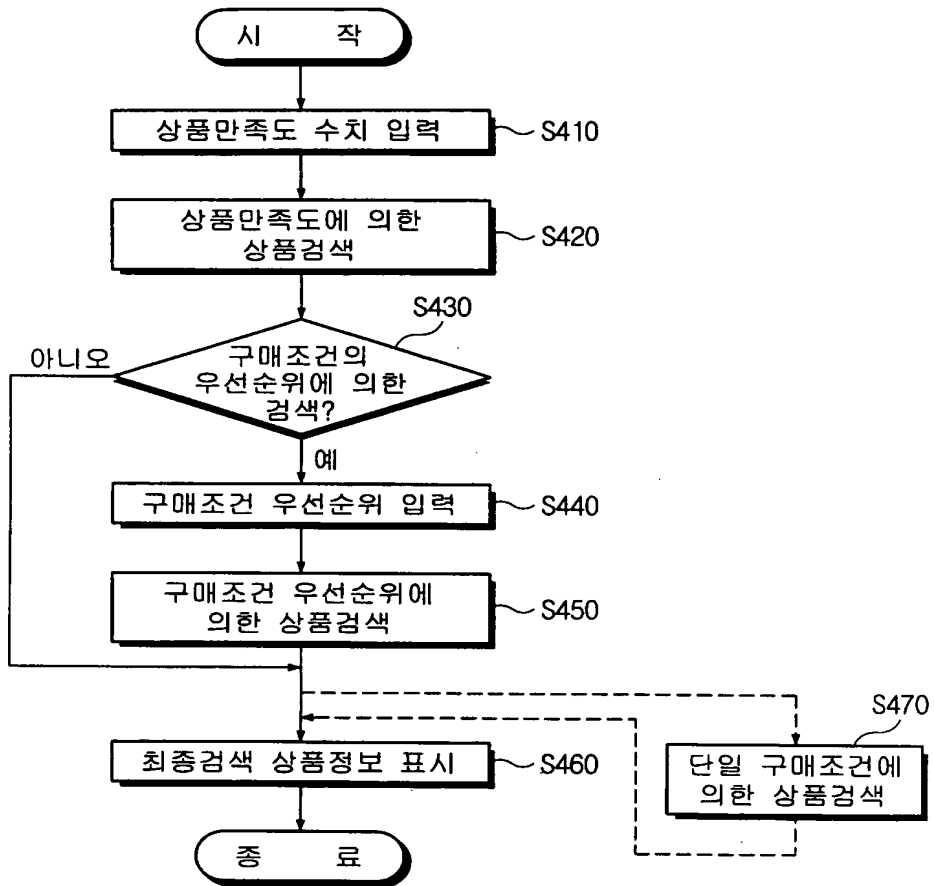 시 작
상품만족도 수치 입력
S410
상품만족도에 의한
상품검색
S420
S430
아니오
구매조건의
우선순위에 의한
검색?
예
구매조건 우선순위 입력
S440
구매조건 우선순위에
의한 상품검색
S450
S470
최종검색 상품정보 표시
S460
단일 구매조건에
의한 상품검색
종 료